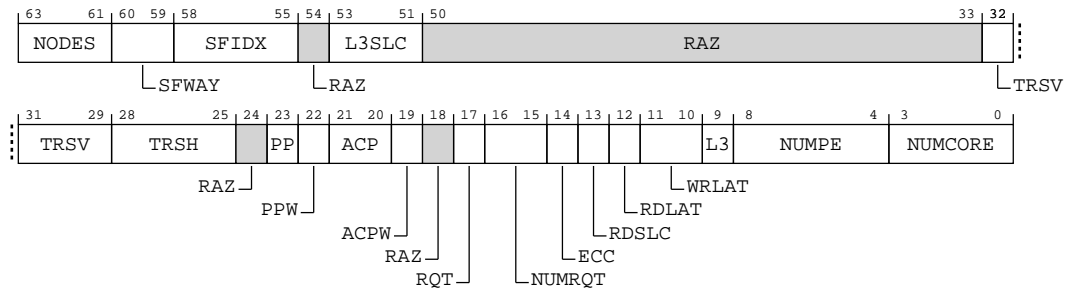 63 61 60 59 58 55 54 53 51 50 33 32
NODES SFIDX L3SLC RAZ
SFWAY RAZ TRSV
31 29 28 25 24 23 22 21 20 19 18 17 16 15 14 13 12 11 10 9 8 4 3 0
TRSV TRSH PP ACP L3 NUMPE NUMCORE
RAZ WRLAT
PPW RDLAT
ACPW RDSLC
RAZ ECC
RQT NUMRQT